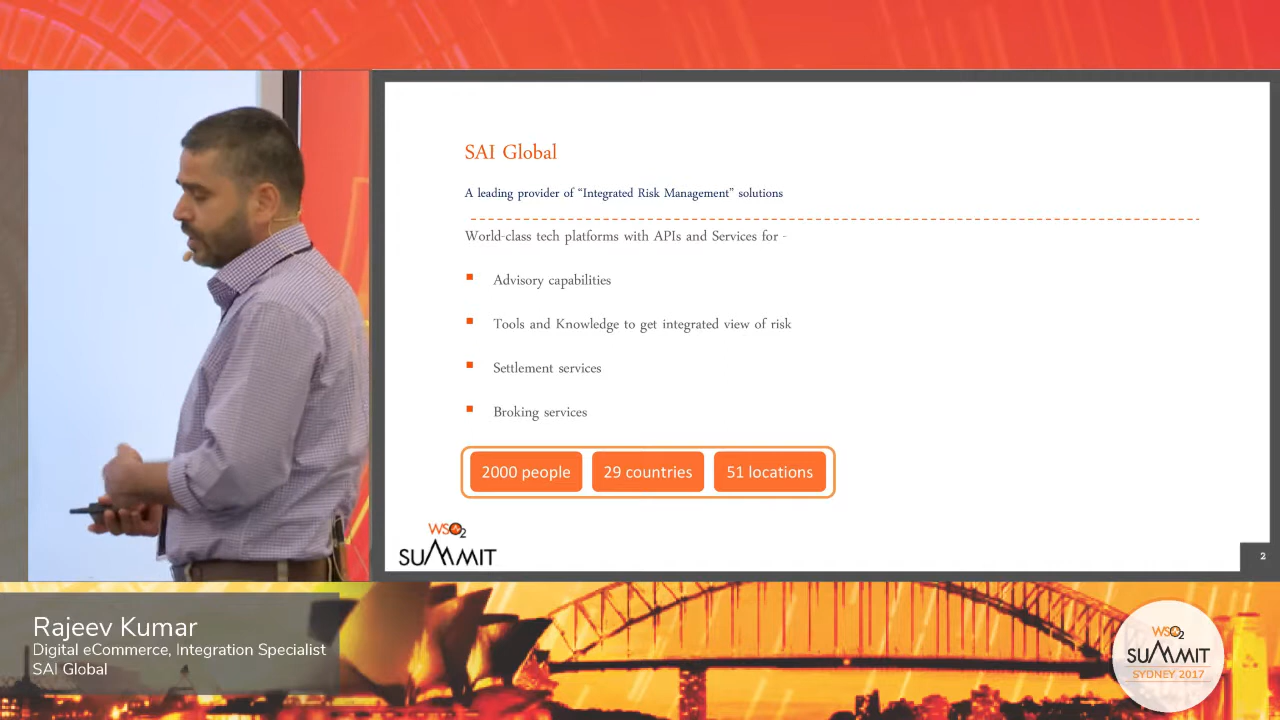 SAI Global
A leading provider of “Integrated Risk Management” solutions
World-class tech platforms with APIs and Services for -
Advisory capabilities
Tools and Knowledge to get integrated view of risk
Settlement services
Broking services
2000 people 29 countries 51 locations
WSO2
SUMMIT
2
Rajeev Kumar
Digital eCommerce, Integration Specialist
SAI Global
WSO2
SUMMIT
SYDNEY 2017